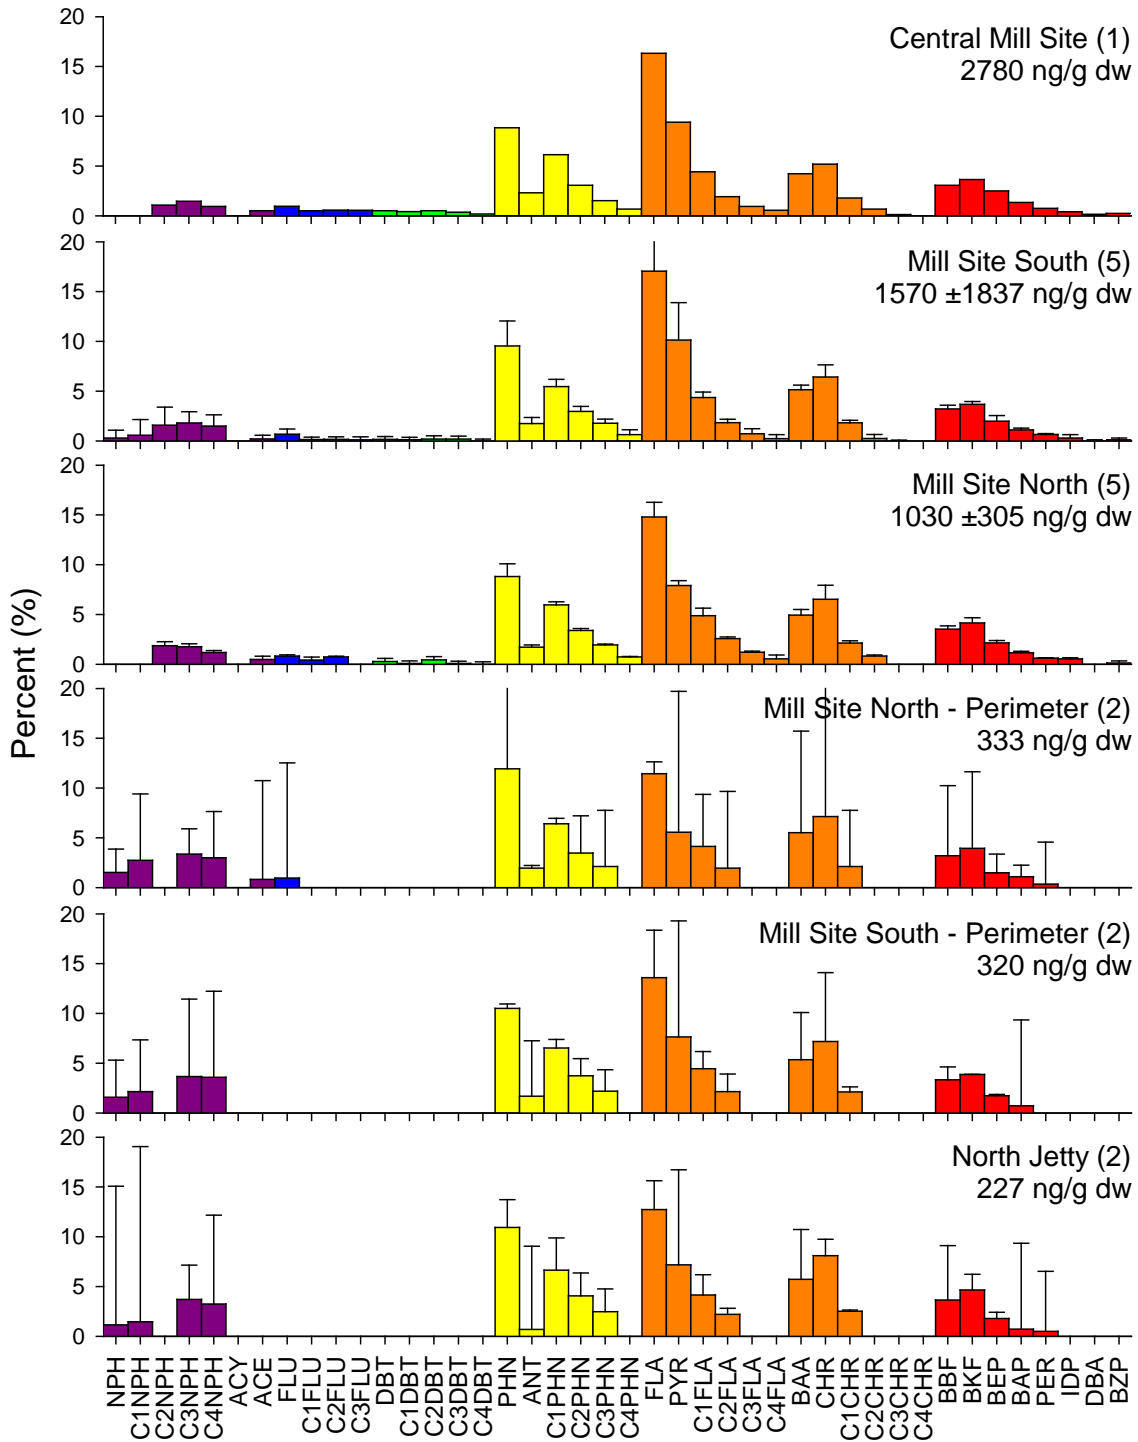 Percent (%)
20
15
10
5
0
Central Mill Site (1)
2780 ng/g dw
20
15
10
5
0
Mill Site South (5)
1570 ±1837 ng/g dw
20
15
10
5
0
Mill Site North (5)
1030 ±305 ng/g dw
20
15
10
5
0
Mill Site North - Perimeter (2)
333 ng/g dw
20
15
10
5
0
Mill Site South - Perimeter (2)
320 ng/g dw
20
15
10
5
0
North Jetty (2)
227 ng/g dw
NPH
C1NPH
C2NPH
C3NPH
C4NPH
ACY
ACE
FLU
C1FLU
C2FLU
C3FLU
DBT
C1DBT
C2DBT
C3DBT
C4DBT
PHN
ANT
C1PHN
C2PHN
C3PHN
C4PHN
FLA
PYR
C1FLA
C2FLA
C3FLA
C4FLA
BAA
CHR
C1CHR
C2CHR
C3CHR
C4CHR
BBF
BKF
BEP
BAP
PER
IDP
DBA
BZP